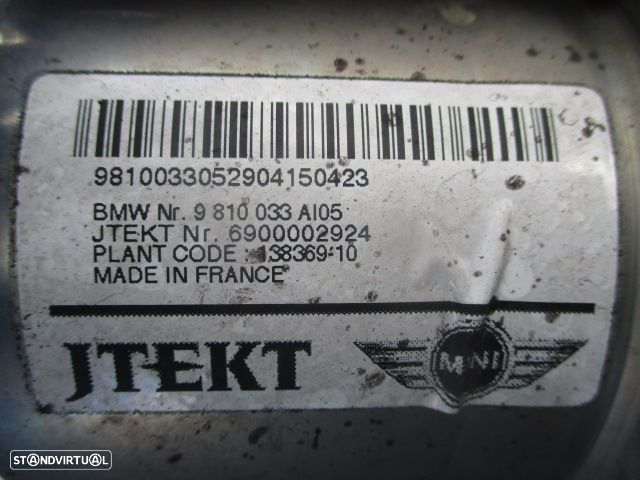 9810033052904150423
BMW Nr. 9 810 033 AI05
JTEKT Nr. 6900002924
PLANT CODE : 138369-10
MADE IN FRANCE
JTEKT
MINI
STANDVIRTUAL